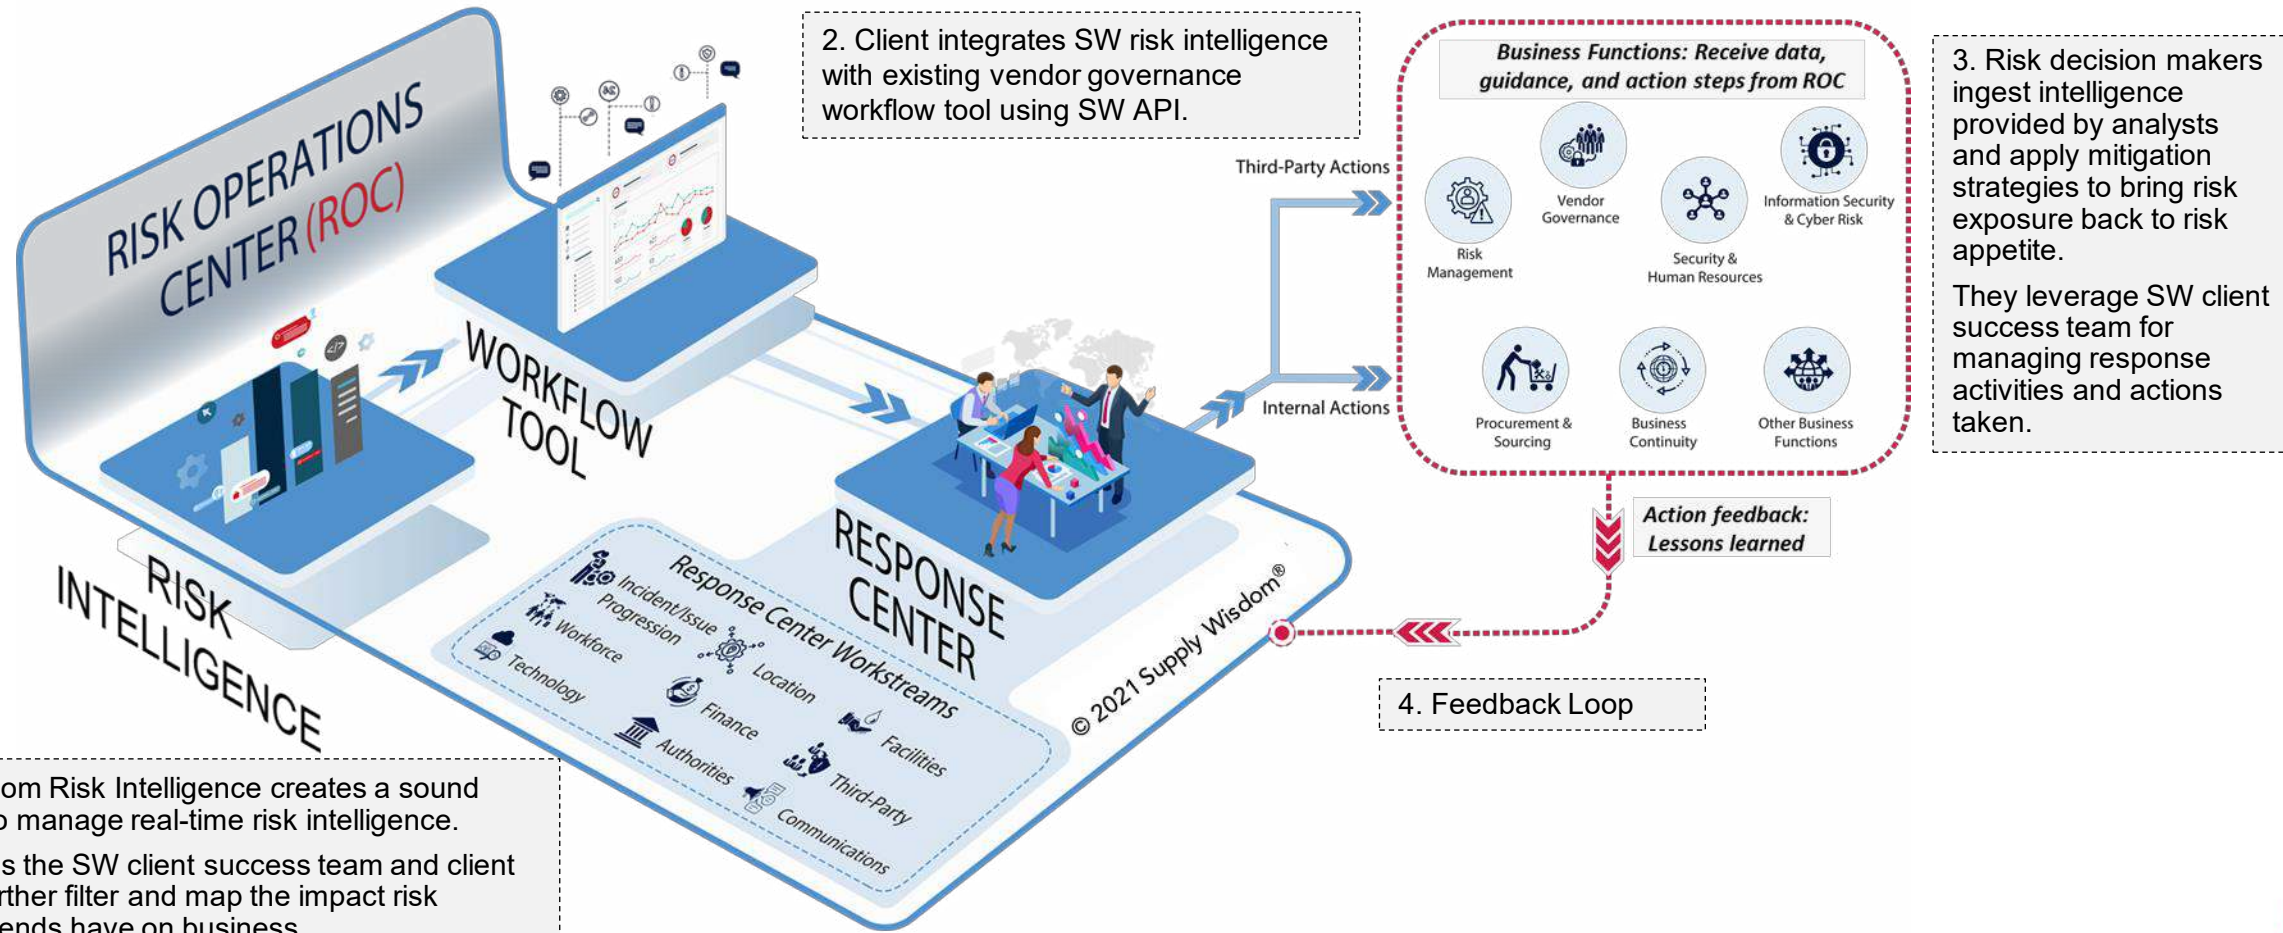 RISK OPERATIONS
CENTER (ROC)
2. Client integrates SW risk intelligence
with existing vendor governance
workflow tool using SW API.
WORKFLOW
TOOL
RISK
INTELLIGENCE
RESPONSE
CENTER
Response Center Workstreams
Incident/Issue
Progression
Workforce
Technology
Location
Finance
Authorities
Facilities
Third-Party
Communications
© 2021 Supply Wisdom®
Third-Party Actions
Internal Actions
Business Functions: Receive data,
guidance, and action steps from ROC
Risk
Management
Vendor
Governance
Security &
Human Resources
Information Security
& Cyber Risk
Procurement &
Sourcing
Business
Continuity
Other Business
Functions
Action feedback:
Lessons learned
3. Risk decision makers
ingest intelligence
provided by analysts
and apply mitigation
strategies to bring risk
exposure back to risk
appetite.
They leverage SW client
success team for
managing response
activities and actions
taken.
4. Feedback Loop
om Risk Intelligence creates a sound
o manage real-time risk intelligence.
s the SW client success team and client
rther filter and map the impact risk
ends have on business